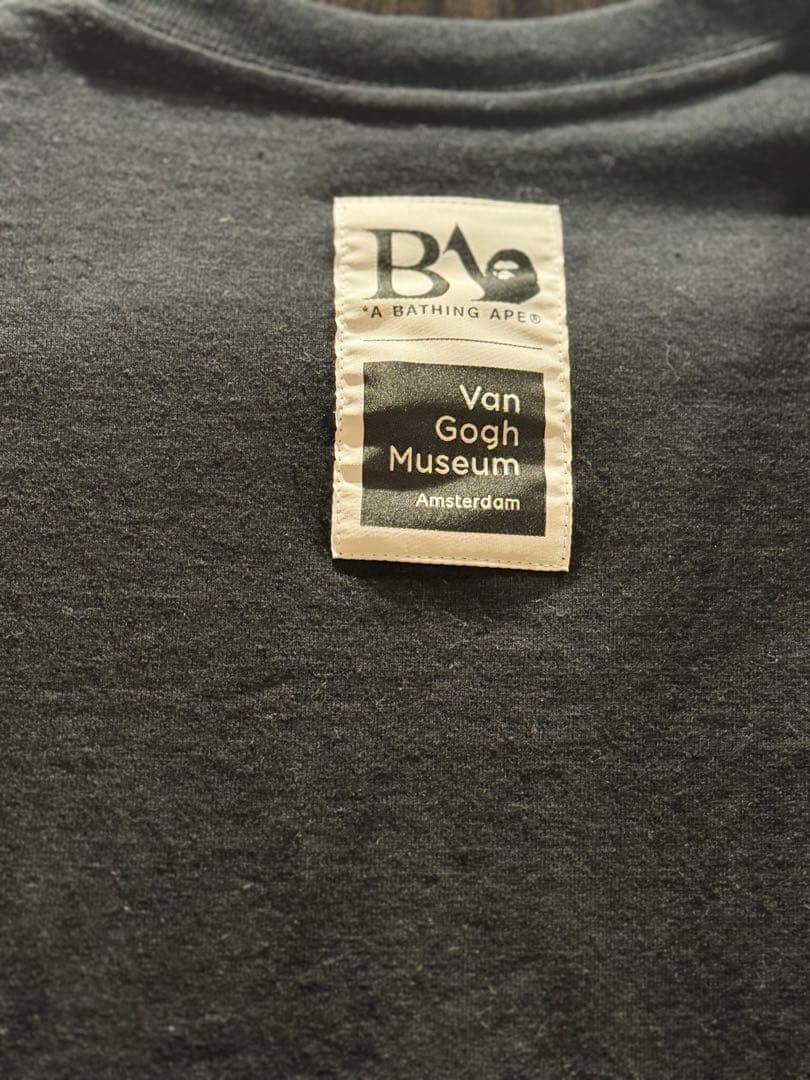 BA
*A BATHING APE®
Van
Gogh
Museum
Amsterdam